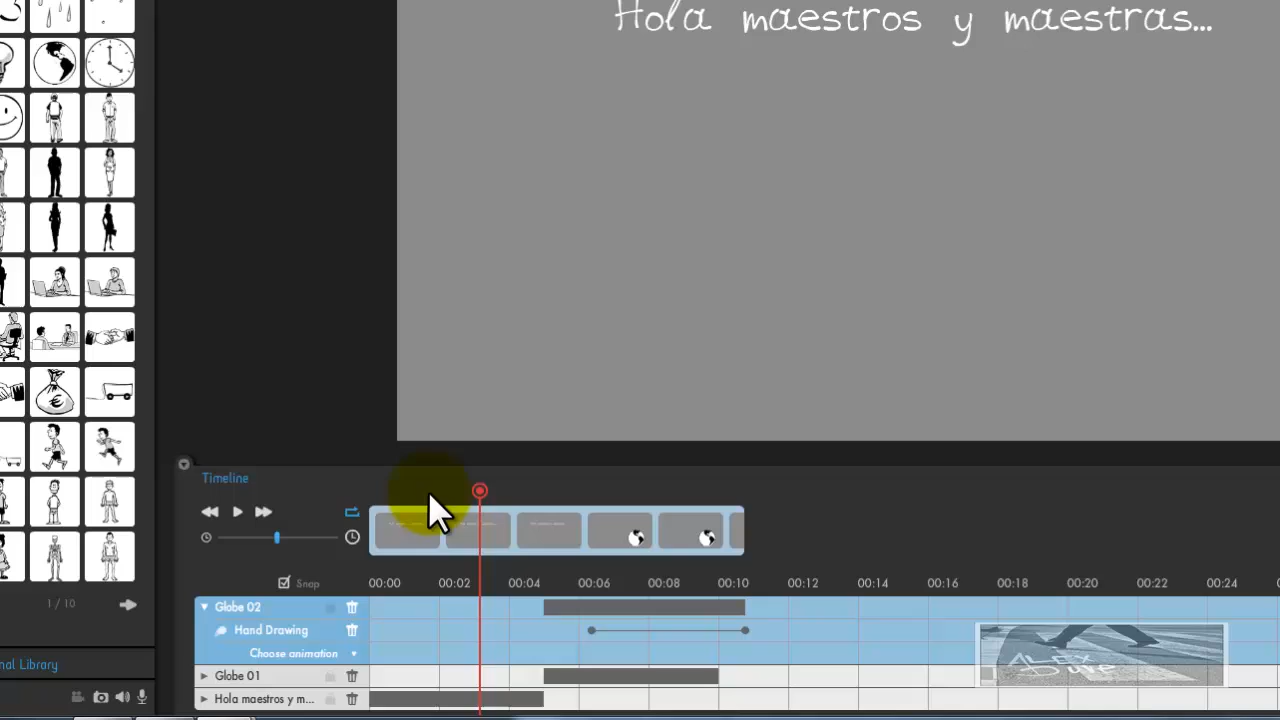 Hola maestros y maestras...
Timeline
Snap
00:00 00:02 00:04 00:06 00:08 00:10 00:12 00:14 00:16 00:18 00:20 00:22 00:24
Globe 02
Hand Drawing
Choose animation
Globe 01
Hola maestros y m...
1 / 10
nal Library
ALEX